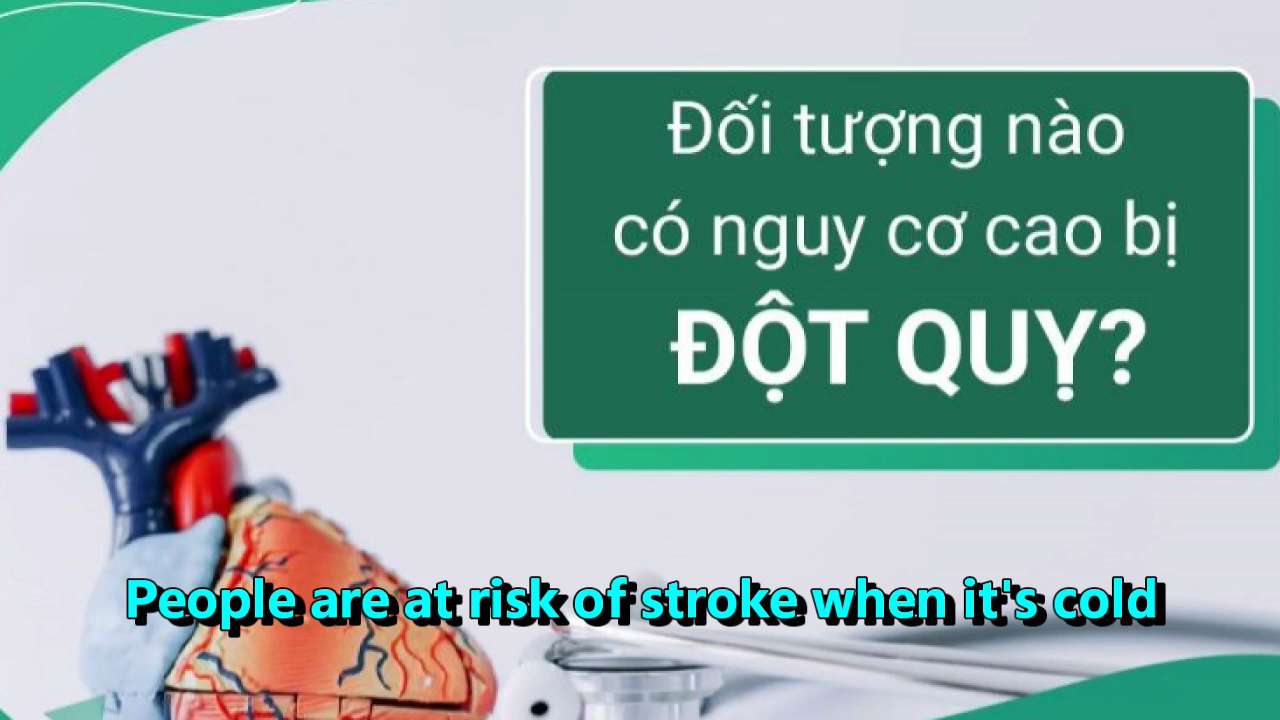 Đối tượng nào
có nguy cơ cao bị
ĐỘT QUỴ?
People are at risk of stroke when it's cold